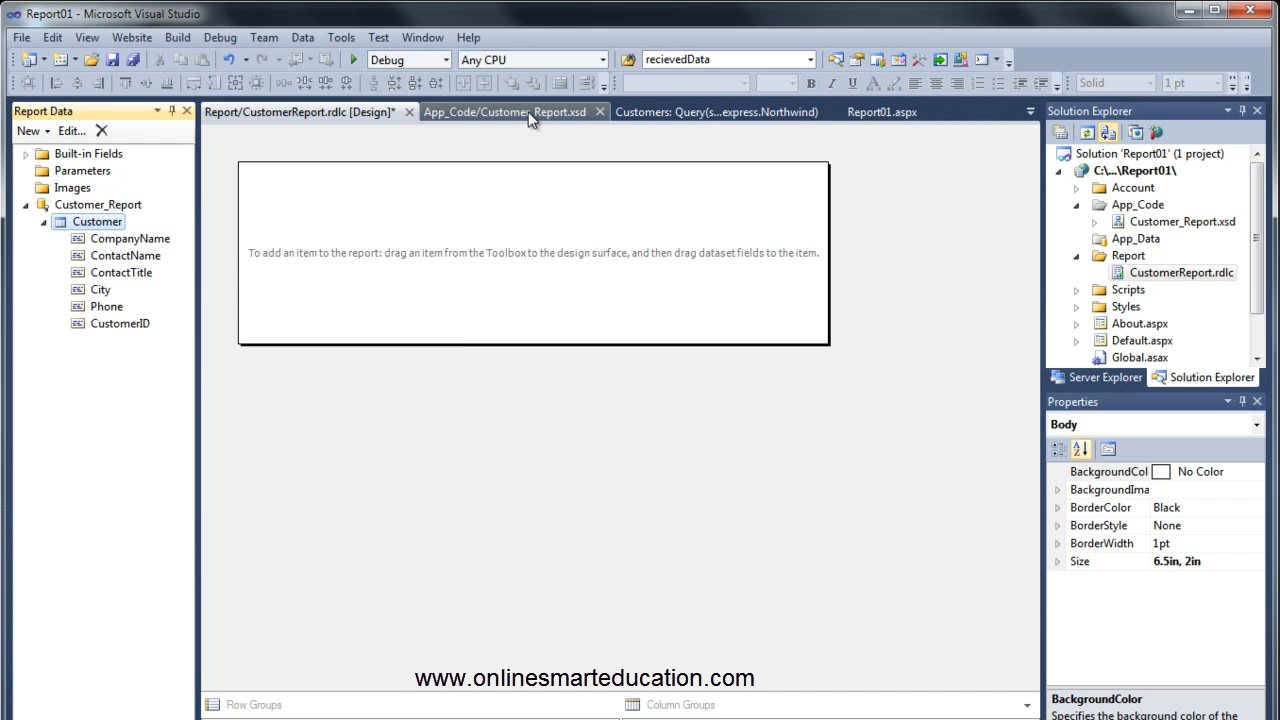 Report01 - Microsoft Visual Studio
File Edit View Website Build Debug Team Data Tools Test Window Help
Debug Any CPU recievedData
B I U A Solid 1 pt
Report Data
New Edit...
Built-in Fields
Parameters
Images
Customer_Report
Customer
CompanyName
ContactName
ContactTitle
City
Phone
CustomerID
Report/CustomerReport.rdlc [Design]* App_Code/Customer_Report.xsd Customers: Query(s...express.Northwind) Report01.aspx
To add an item to the report: drag an item from the Toolbox to the design surface, and then drag dataset fields to the item.
www.onlinesmarteducation.com
Row Groups Column Groups
Solution Explorer
Solution 'Report01' (1 project)
C:\...\Report01\
Account
App_Code
Customer_Report.xsd
App_Data
Report
CustomerReport.rdlc
Scripts
Styles
About.aspx
Default.aspx
Global.asax
Server Explorer Solution Explorer
Properties
Body
BackgroundCol No Color
BackgroundIma
BorderColor Black
BorderStyle None
BorderWidth 1pt
Size 6.5in, 2in
BackgroundColor
Specifies the background color of the